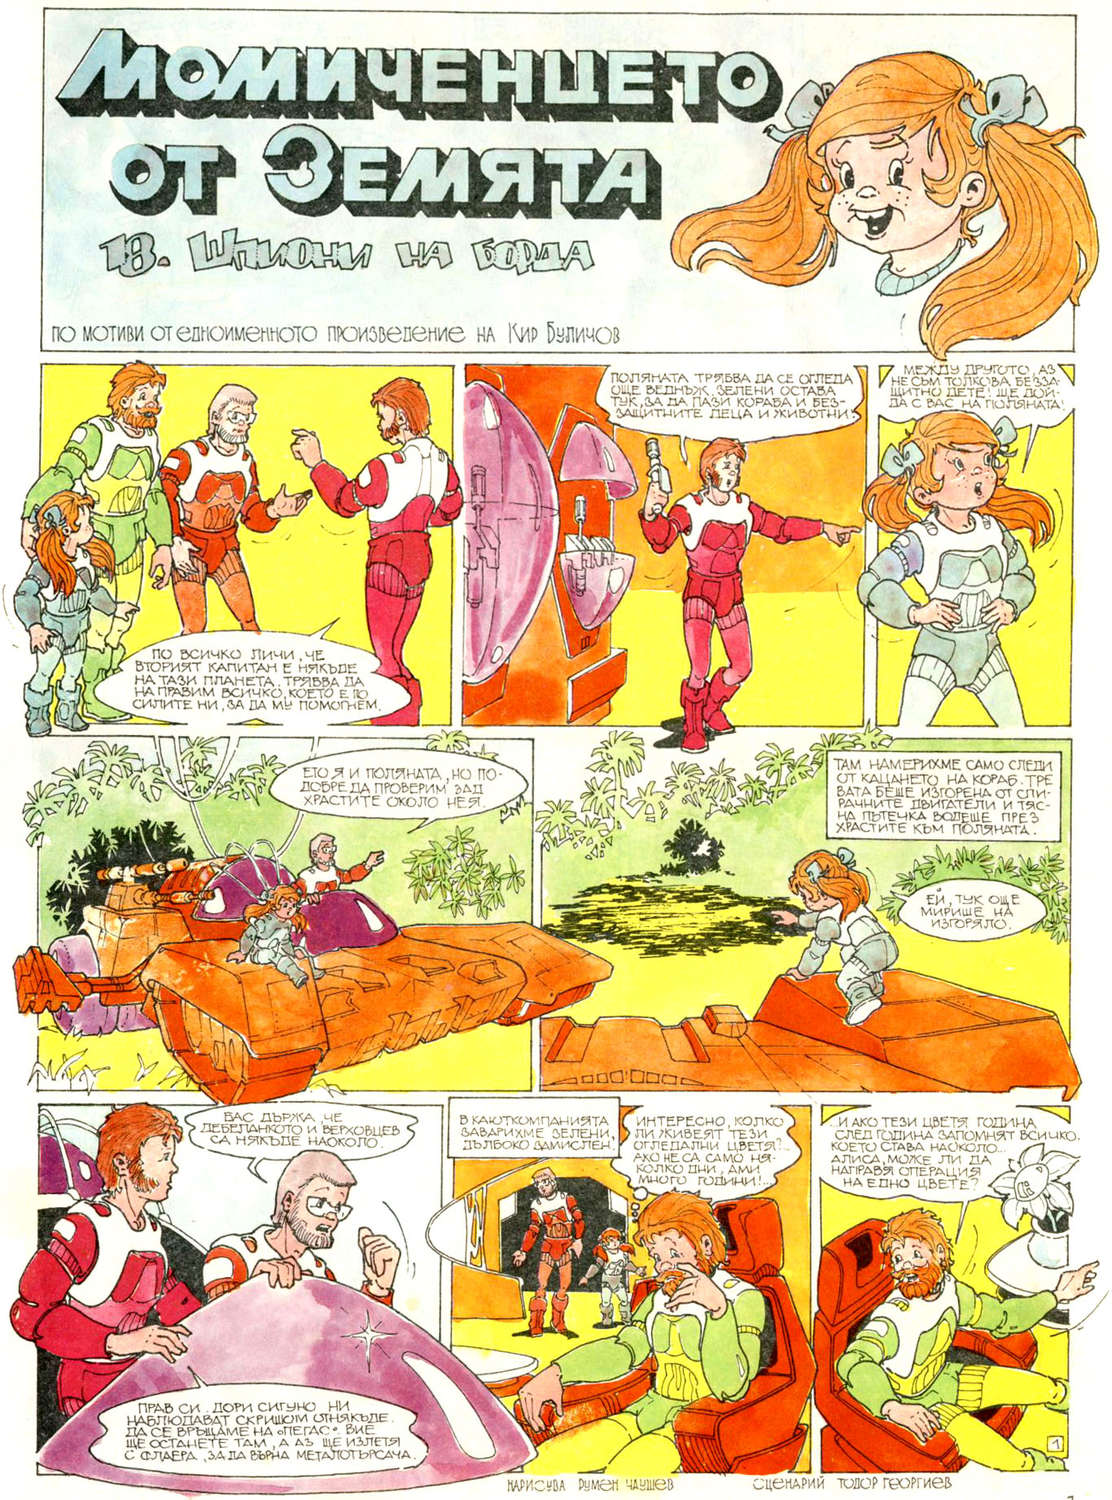 МОМИЧЕНЦЕТО
ОТ ЗЕМЯТА
18. ШПИОНИ НА БОРДА
ПО МОТИВИ ОТ ЕДНОИМЕННОТО ПРОИЗВЕДЕНИЕ НА КИР БУЛИЧОВ
ПО ВСИЧКО ЛИЧИ, ЧЕ
ВТОРИЯТ КАПИТАН Е НЯКЪДЕ
НА ТАЗИ ПЛАНЕТА. ТРЯБВА ДА
НАПРАВИМ ВСИЧКО, КОЕТО Е ПО
СИЛИТЕ НИ, ЗА ДА МУ ПОМОГНЕМ.
ПОЛЯНАТА ТРЯБВА ДА СЕ ОГЛЕДА
ОЩЕ ВЕДНЪЖ. ЗЕЛЕНИ ОСТАВА
ТУК, ЗА ДА ПАЗИ КОРАБА И БЕЗ-
ЗАЩИТНИТЕ ДЕЦА И ЖИВОТНИ.
МЕЖДУ ДРУГОТО, АЗ
НЕ СЪМ ТОЛКОВА БЕЗЗА-
ЩИТНО ДЕТЕ! ЩЕ ДОЙ-
ДА С ВАС НА ПОЛЯНАТА!
ЕТО Я И ПОЛЯНАТА, НО ПО-
ДОБРЕ ДА ПРОВЕРИМ ЗАД
ХРАСТИТЕ ОКОЛО НЕЯ.
ТАМ НАМЕРИХМЕ САМО СЛЕДИ
ОТ КАЦАНЕТО НА КОРАБ. ТРЕ
ВАТА БЕШЕ ИЗГОРЕНА ОТ СПИ-
РАЧНИТЕ ДВИГАТЕЛИ И ТЯС-
НА ПЪТЕЧКА ВОДЕШЕ ПРЕЗ
ХРАСТИТЕ КЪМ ПОЛЯНАТА.
ЕЙ, ТУК ОЩЕ
МИРИШЕ НА
ИЗГОРЯЛО.
БАС ДЪРЖА, ЧЕ
ДЕБЕЛАНКОТО И ВЕРХОВЦЕВ
СА НЯКЪДЕ НАОКОЛО.
ПРАВ СИ. ДОРИ СИГУНО НИ
НАБЛЮДАВАТ СКРИШОМ ОТНЯКЪДЕ.
ДА СЕ ВРЪЩАМЕ НА «ПЕГАС». ВИЕ
ЩЕ ОСТАНЕТЕ ТАМ, А АЗ ЩЕ ИЗЛЕТЯ
С ФЛАЕРА, ЗА ДА ВЪРНА МЕТАЛОТЪРСАЧА.
В КАЮТКОМПАНИЯТА
ЗАВАРИХМЕ ЗЕЛЕНИ,
ДЪЛБОКО ЗАМИСЛЕН.
ИНТЕРЕСНО, КОЛКО
ЛИ ЖИВЕЯТ ТЕЗИ
ОГЛЕДАЛНИ ЦВЕТЯ?..
АКО НЕ СА САМО НЯ-
КОЛКО ДНИ, АМИ
МНОГО ГОДИНИ!...
...И АКО ТЕЗИ ЦВЕТЯ ГОДИНА
СЛЕД ГОДИНА ЗАПОМНЯТ ВСИЧКО,
КОЕТО СТАВА НАОКОЛО...
АЛИСА, МОЖЕ ЛИ ДА
НАПРАВЯ ОПЕРАЦИЯ
НА ЕДНО ЦВЕТЕ?
1
НАРИСУВА РУМЕН ЧАУШЕВ СЦЕНАРИЙ ТОДОР ГЕОРГИЕВ